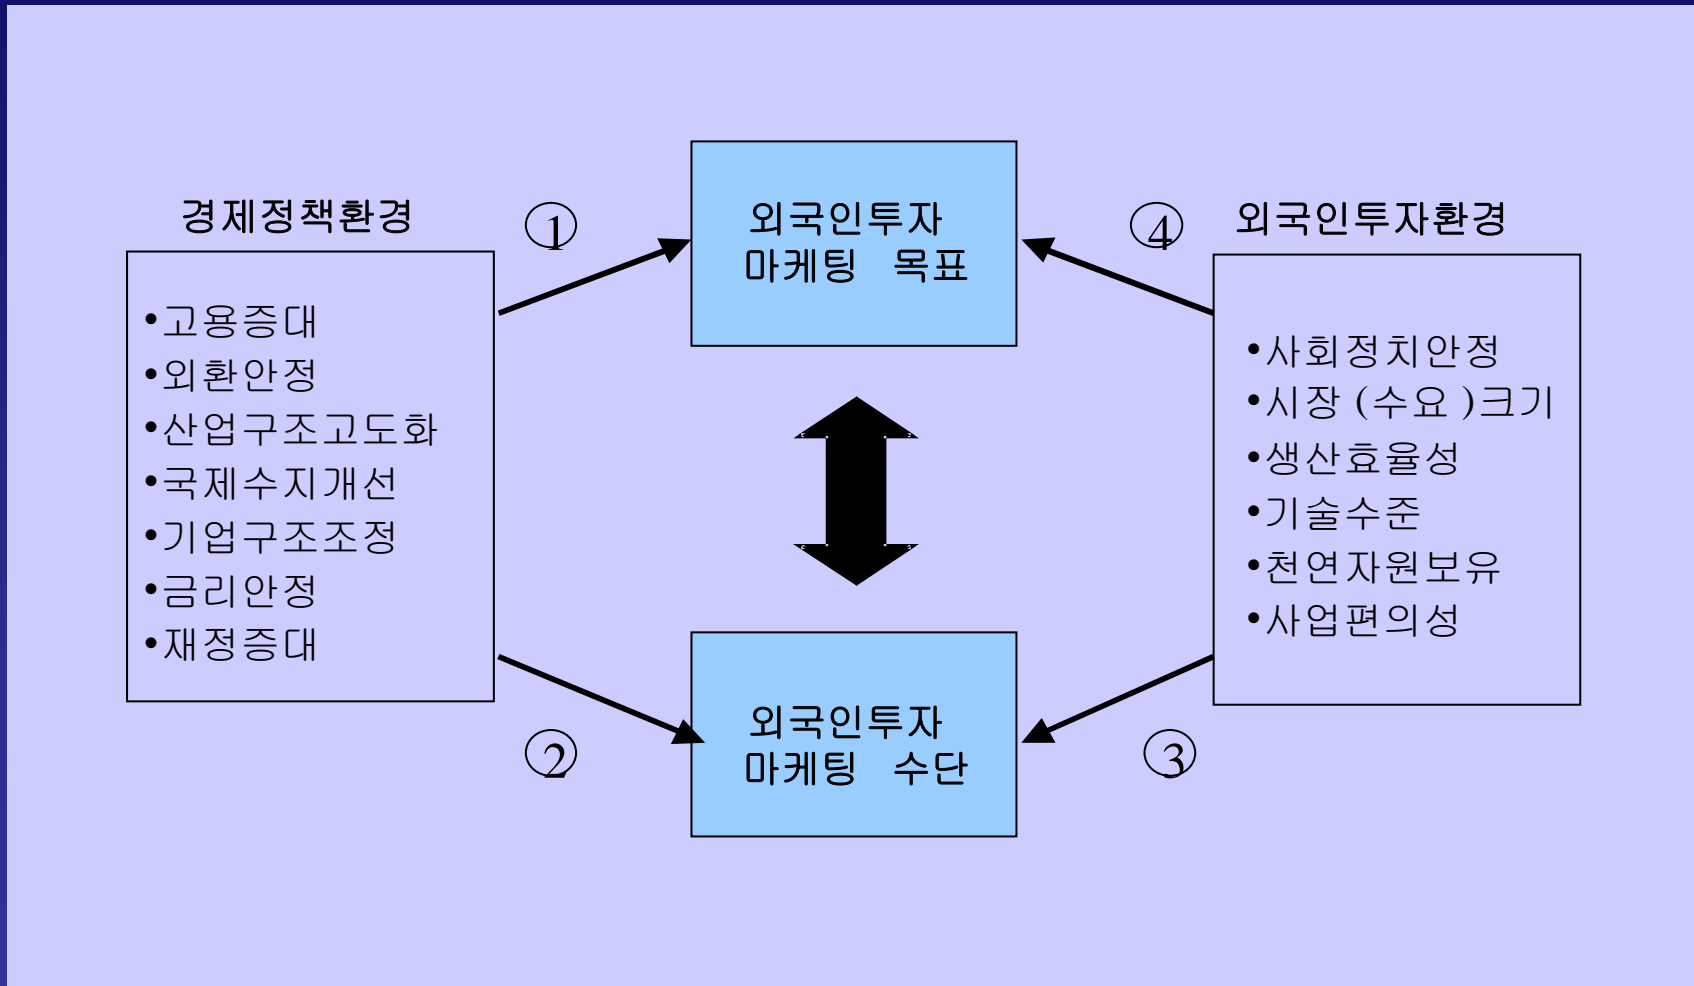 경제정책환경
①
•고용증대
•외환안정
•산업구조고도화
•국제수지개선
•기업구조조정
•금리안정
•재정증대
②
외국인투자
마케팅 목표
외국인투자
마케팅 수단
④
외국인투자환경
•사회정치안정
•시장 (수요 )크기
•생산효율성
•기술수준
•천연자원보유
•사업편의성
③